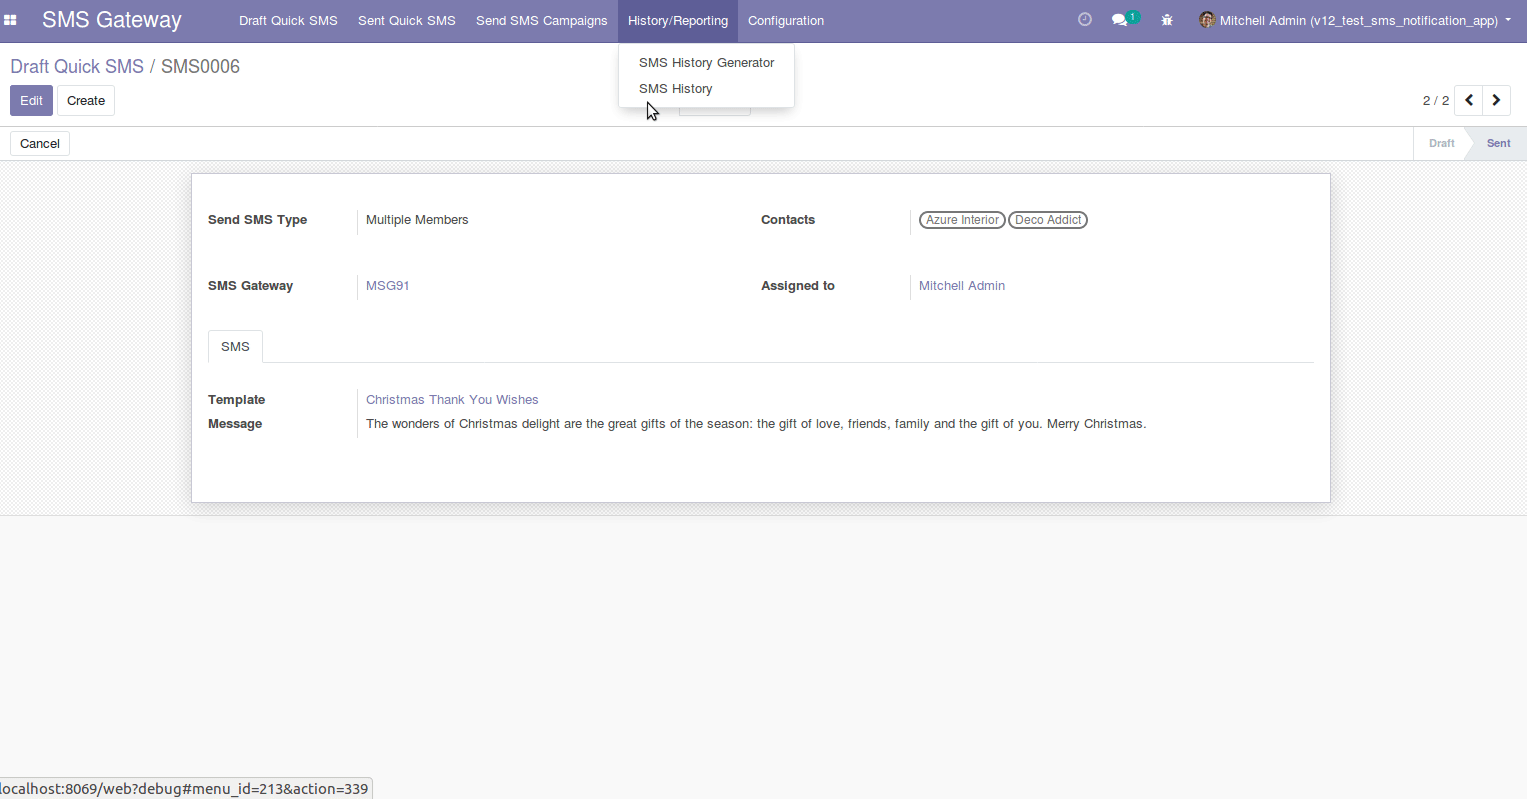 SMS Gateway Draft Quick SMS Sent Quick SMS Send SMS Campaigns History/Reporting Configuration 1 Mitchell Admin (v12_test_sms_notification_app)
SMS History Generator
SMS History
Draft Quick SMS / SMS0006
Edit Create 2 / 2
Cancel Draft Sent
Send SMS Type Multiple Members Contacts Azure Interior Deco Addict
SMS Gateway MSG91 Assigned to Mitchell Admin
SMS
Template Christmas Thank You Wishes
Message The wonders of Christmas delight are the great gifts of the season: the gift of love, friends, family and the gift of you. Merry Christmas.
localhost:8069/web?debug#menu_id=213&action=339